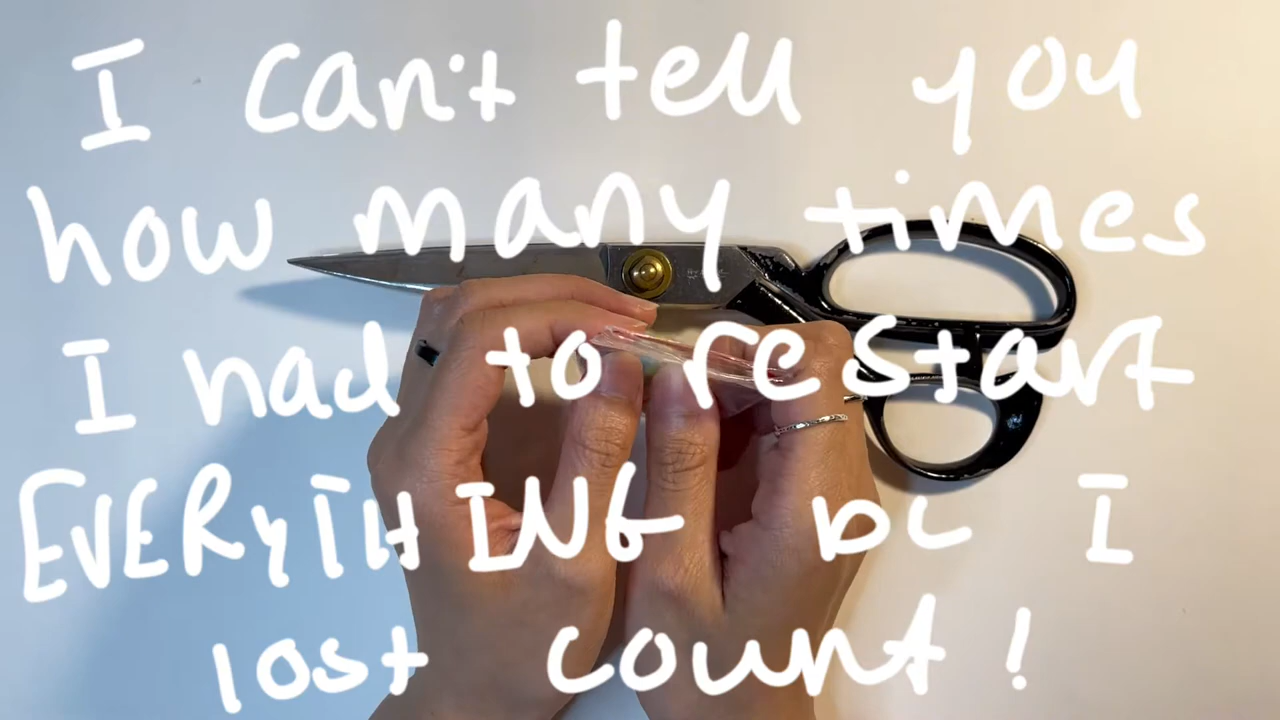 I can't tell you
how many times
I had to restart
EVERYTHING bc I
lost count!